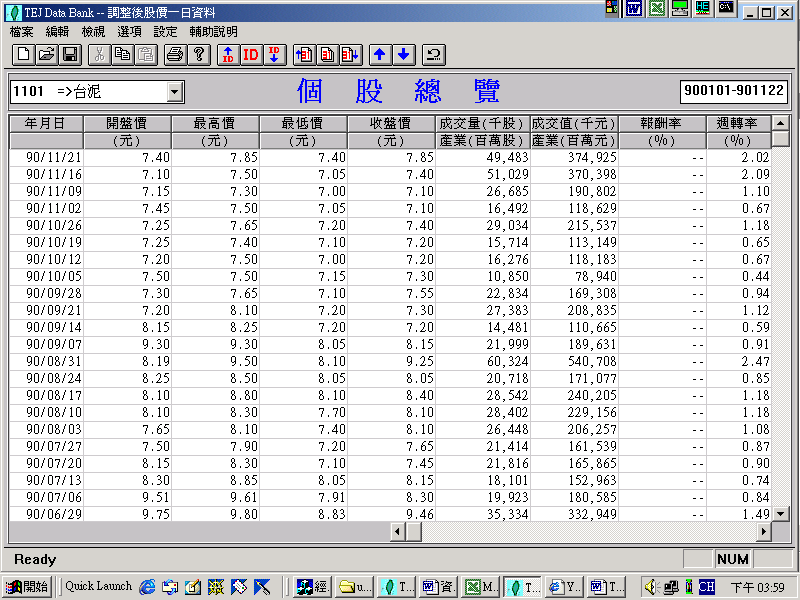 TEJ Data Bank -- 調整後股價一日資料
檔案 編輯 檢視 選項 設定 輔助說明
1101 =>台泥 個 股 總 覽 900101-901122
年月日 開盤價 最高價 最低價 收盤價 成交量(千股) 成交值(千元) 報酬率 週轉率
(元) (元) (元) (元) 產業(百萬股) 產業(百萬元) (%) (%)
90/11/21 7.40 7.85 7.40 7.85 49,483 374,925 -- 2.02
90/11/16 7.10 7.50 7.05 7.40 51,029 370,398 -- 2.09
90/11/09 7.15 7.30 7.00 7.10 26,685 190,802 -- 1.10
90/11/02 7.45 7.50 7.05 7.10 16,492 118,629 -- 0.67
90/10/26 7.25 7.65 7.20 7.40 29,034 215,537 -- 1.18
90/10/19 7.25 7.40 7.10 7.20 15,714 113,149 -- 0.65
90/10/12 7.20 7.50 7.00 7.20 16,276 118,183 -- 0.67
90/10/05 7.50 7.50 7.15 7.30 10,850 78,940 -- 0.44
90/09/28 7.30 7.65 7.10 7.55 22,834 169,308 -- 0.94
90/09/21 7.20 8.10 7.20 7.30 27,383 208,835 -- 1.12
90/09/14 8.15 8.25 7.20 7.20 14,481 110,665 -- 0.59
90/09/07 9.30 9.30 8.05 8.15 21,999 189,631 -- 0.91
90/08/31 8.19 9.50 8.10 9.25 60,324 540,708 -- 2.47
90/08/24 8.25 8.50 8.05 8.05 20,718 171,077 -- 0.85
90/08/17 8.10 8.80 8.10 8.40 28,542 240,205 -- 1.18
90/08/10 8.10 8.30 7.70 8.10 28,402 229,156 -- 1.18
90/08/03 7.65 8.10 7.40 8.10 26,448 206,257 -- 1.08
90/07/27 7.50 7.90 7.20 7.65 21,414 161,539 -- 0.87
90/07/20 8.15 8.30 7.10 7.45 21,816 165,865 -- 0.90
90/07/13 8.30 8.85 8.05 8.15 18,101 152,963 -- 0.74
90/07/06 9.51 9.61 7.91 8.30 19,923 180,585 -- 0.84
90/06/29 9.75 9.80 8.83 9.46 35,334 332,949 -- 1.49
Ready NUM
開始 Quick Launch 經. u... T... 資 M. T... Y.. T... CH 下午 03:59